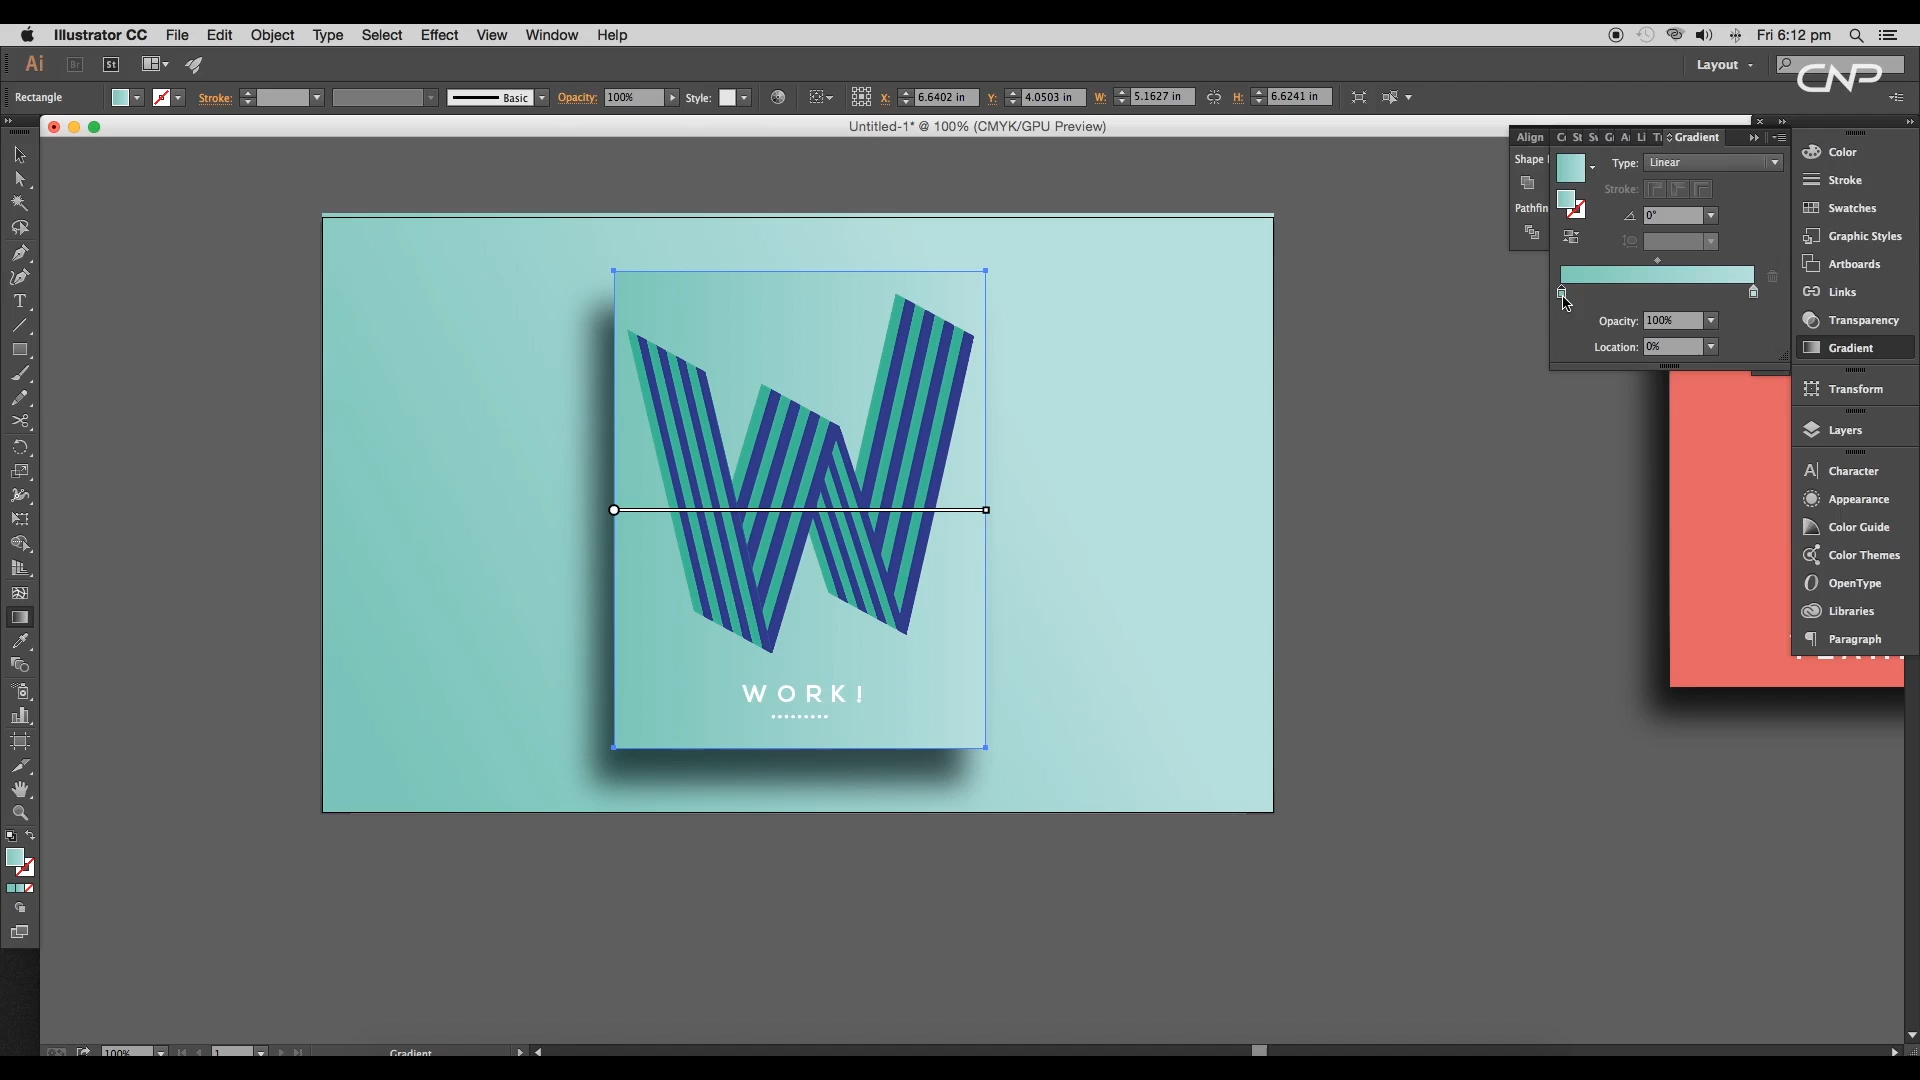 Illustrator CC File Edit Object Type Select Effect View Window Help
Fri 6:12 pm
Ai Br St
Layout
CNP
Rectangle Stroke: Basic Opacity: 100% Style: X: 6.6402 in Y: 4.0503 in W: 5.1627 in H: 6.6241 in
Untitled-1* @ 100% (CMYK/GPU Preview)
Align
Gradient
Shape
Type: Linear
Stroke:
Pathfin
0°
Opacity: 100%
Location: 0%
Color
Stroke
Swatches
Graphic Styles
Artboards
Links
Transparency
Gradient
Transform
Layers
Character
Appearance
Color Guide
Color Themes
OpenType
Libraries
Paragraph
W
WORK!
100%
1
Gradient